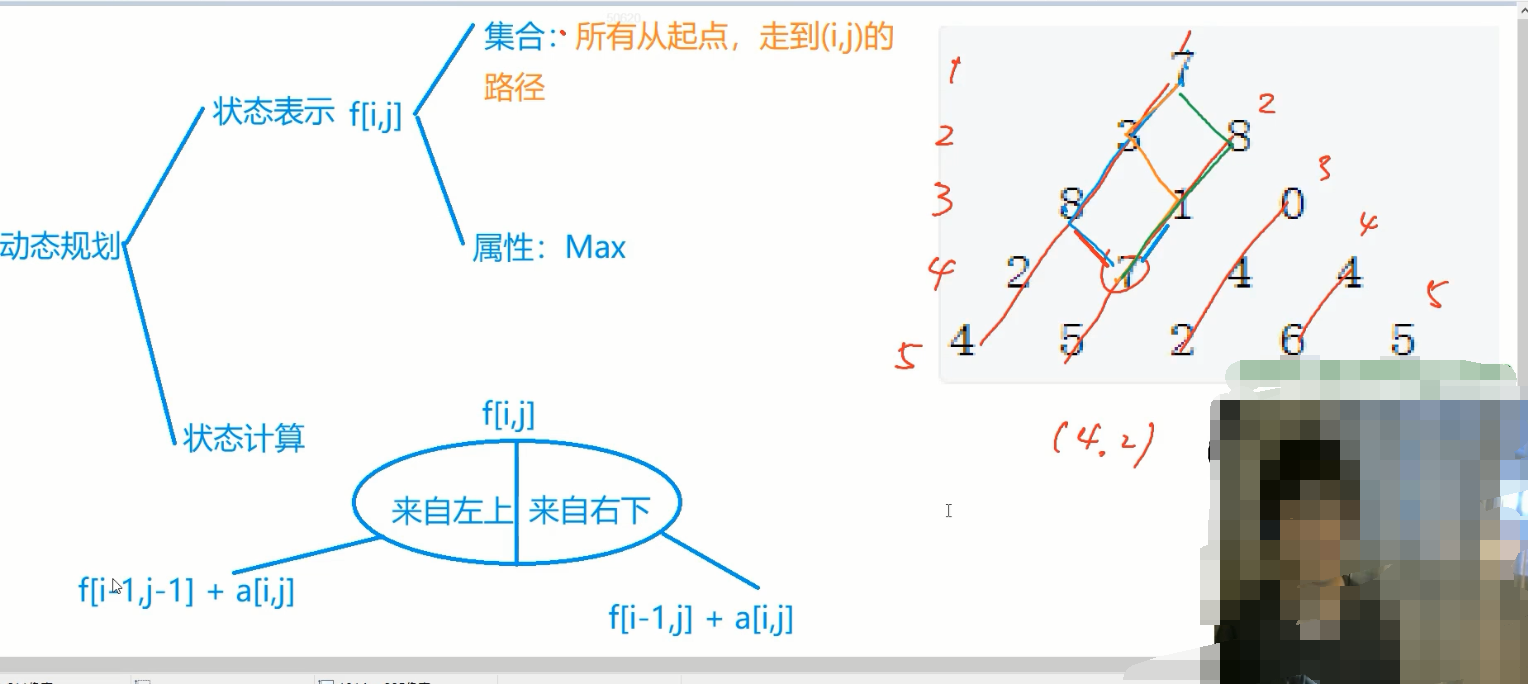 集合： 所有从起点，走到(i,j)的
路径
状态表示 f[i,j]
动态规划
属性：Max
状态计算
f[i,j]
来自左上 来自右下
f[i-1,j-1] + a[i,j]
f[i-1,j] + a[i,j]
1 7
2 3 8 2
3 8 1 0 3
4 2 7 4 4 4
5 4 5 2 6 5 5
(4.2)